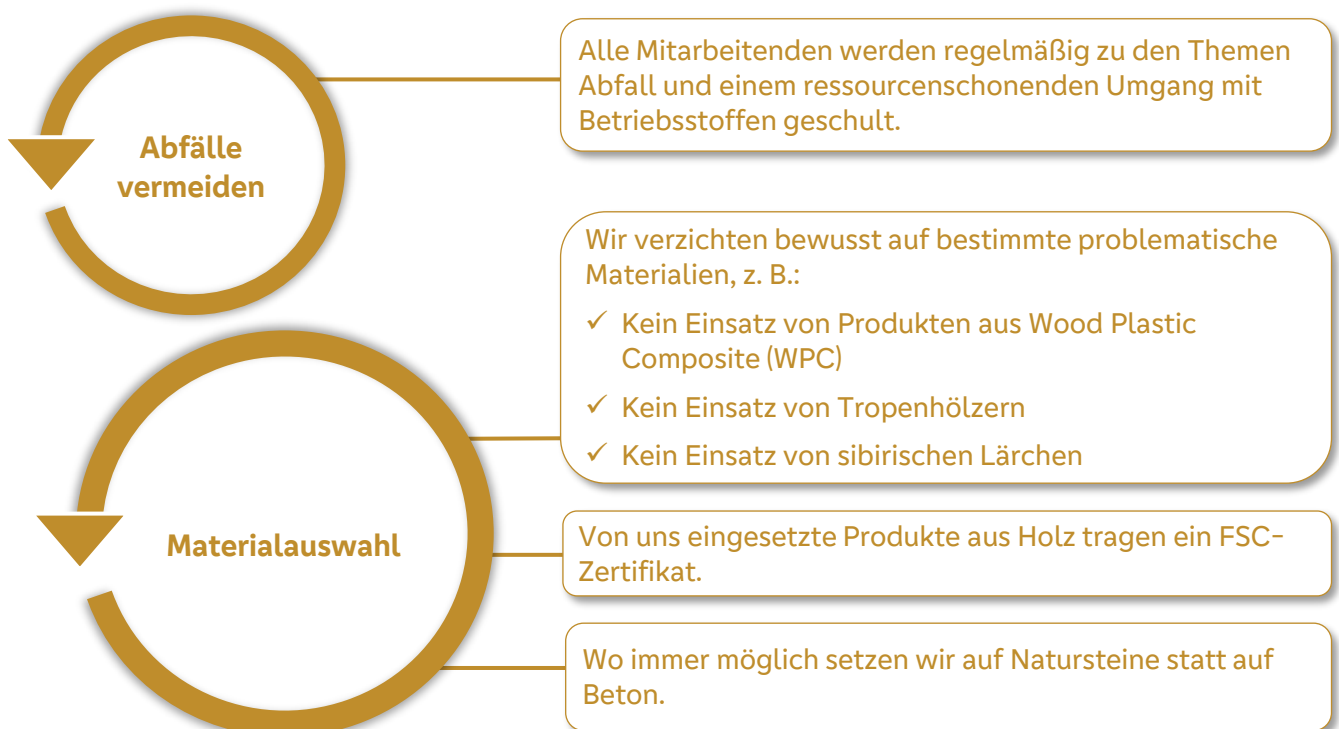 Abfälle
vermeiden
Alle Mitarbeitenden werden regelmäßig zu den Themen
Abfall und einem ressourcenschonenden Umgang mit
Betriebsstoffen geschult.
Materialauswahl
Wir verzichten bewusst auf bestimmte problematische
Materialien, z. B.:
✓ Kein Einsatz von Produkten aus Wood Plastic
Composite (WPC)
✓ Kein Einsatz von Tropenhölzern
✓ Kein Einsatz von sibirischen Lärchen
Von uns eingesetzte Produkte aus Holz tragen ein FSC-
Zertifikat.
Wo immer möglich setzen wir auf Natursteine statt auf
Beton.